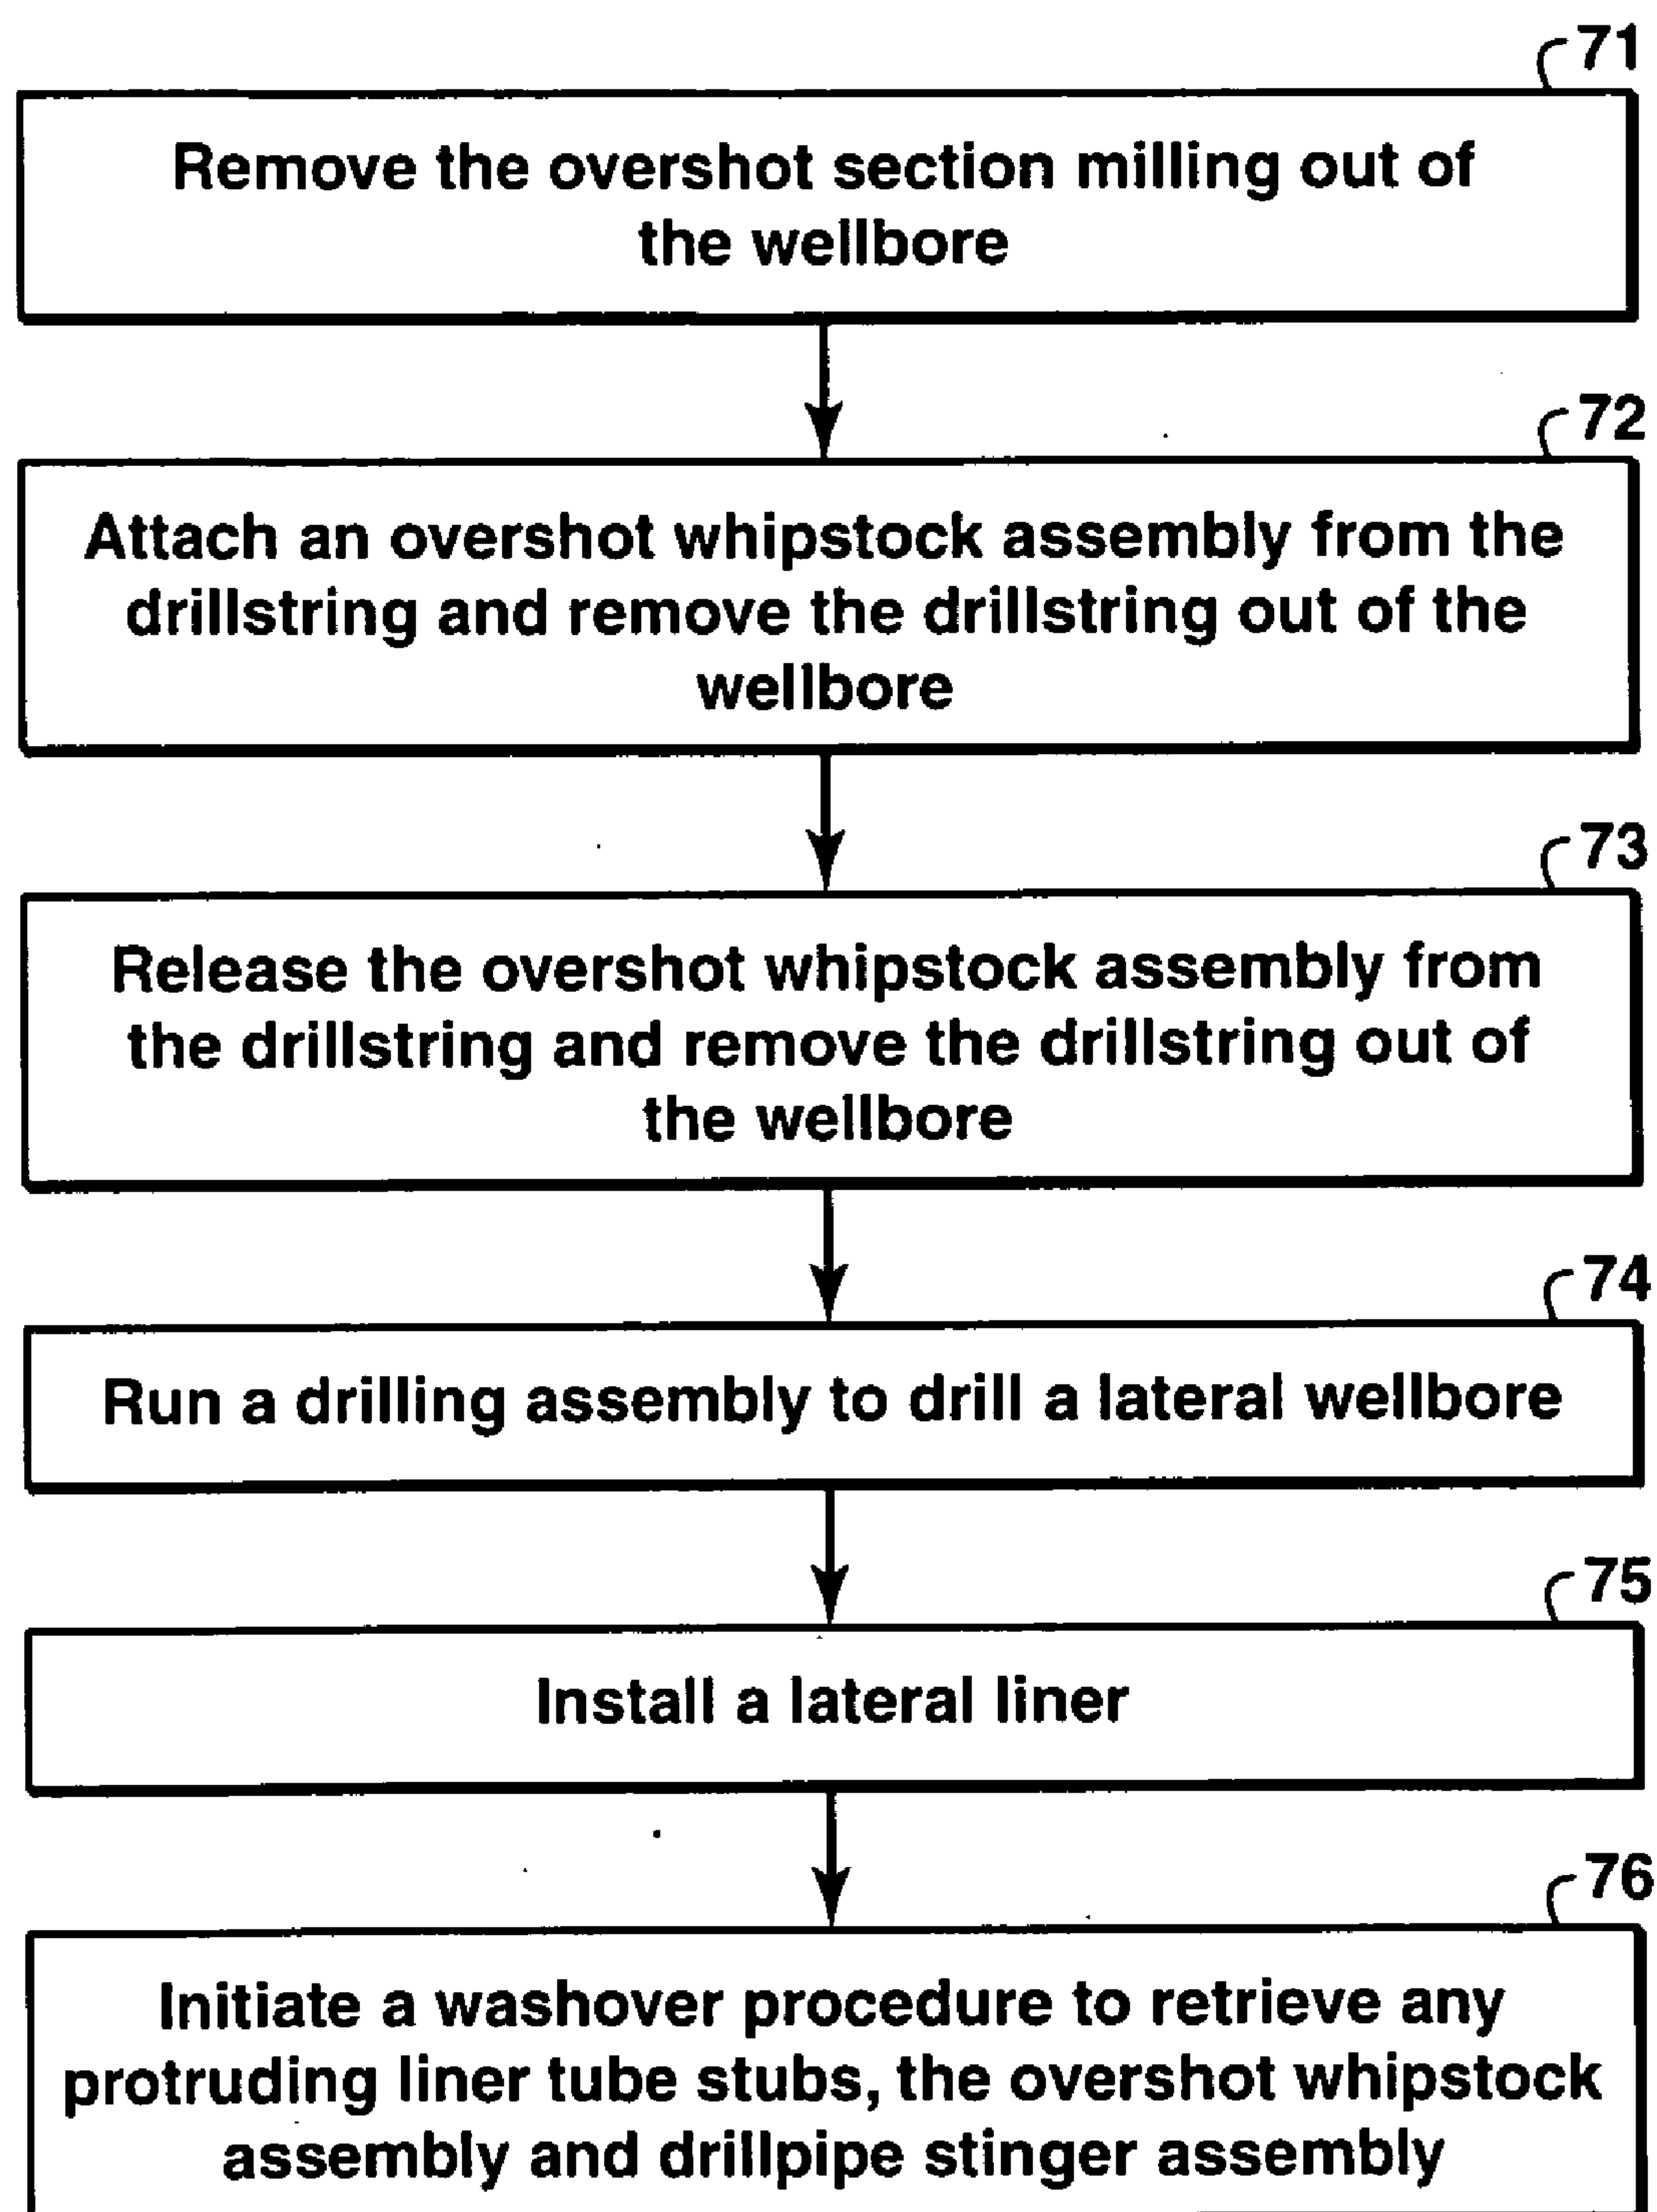 71
Remove the overshot section milling out of
the wellbore
72
Attach an overshot whipstock assembly from the
drillstring and remove the drillstring out of the
wellbore
73
Release the overshot whipstock assembly from
the drillstring and remove the drillstring out of
the wellbore
74
Run a drilling assembly to drill a lateral wellbore
75
Install a lateral liner
76
Initiate a washover procedure to retrieve any
protruding liner tube stubs, the overshot whipstock
assembly and drillpipe stinger assembly